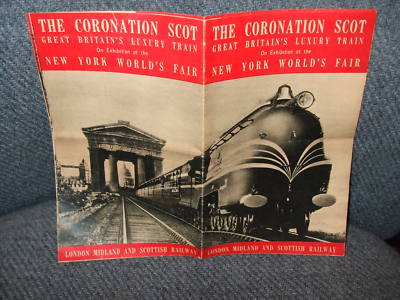 THE CORONATION SCOT
GREAT BRITAIN'S LUXURY TRAIN
On Exhibition at the
NEW YORK WORLD'S FAIR
LONDON MIDLAND AND SCOTTISH RAILWAY
THE CORONATION SCOT
GREAT BRITAIN'S LUXURY TRAIN
On Exhibition at the
NEW YORK WORLD'S FAIR
LONDON MIDLAND AND SCOTTISH RAILWAY